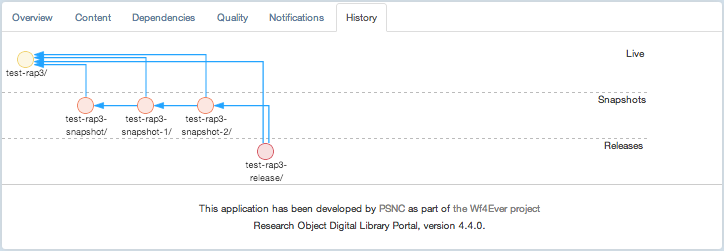 Overview Content Dependencies Quality Notifications History
Live
test-rap3/
Snapshots
test-rap3- test-rap3- test-rap3-
snapshot/ snapshot-1/ snapshot-2/
Releases
test-rap3-
release/
This application has been developed by PSNC as part of the Wf4Ever project
Research Object Digital Library Portal, version 4.4.0.